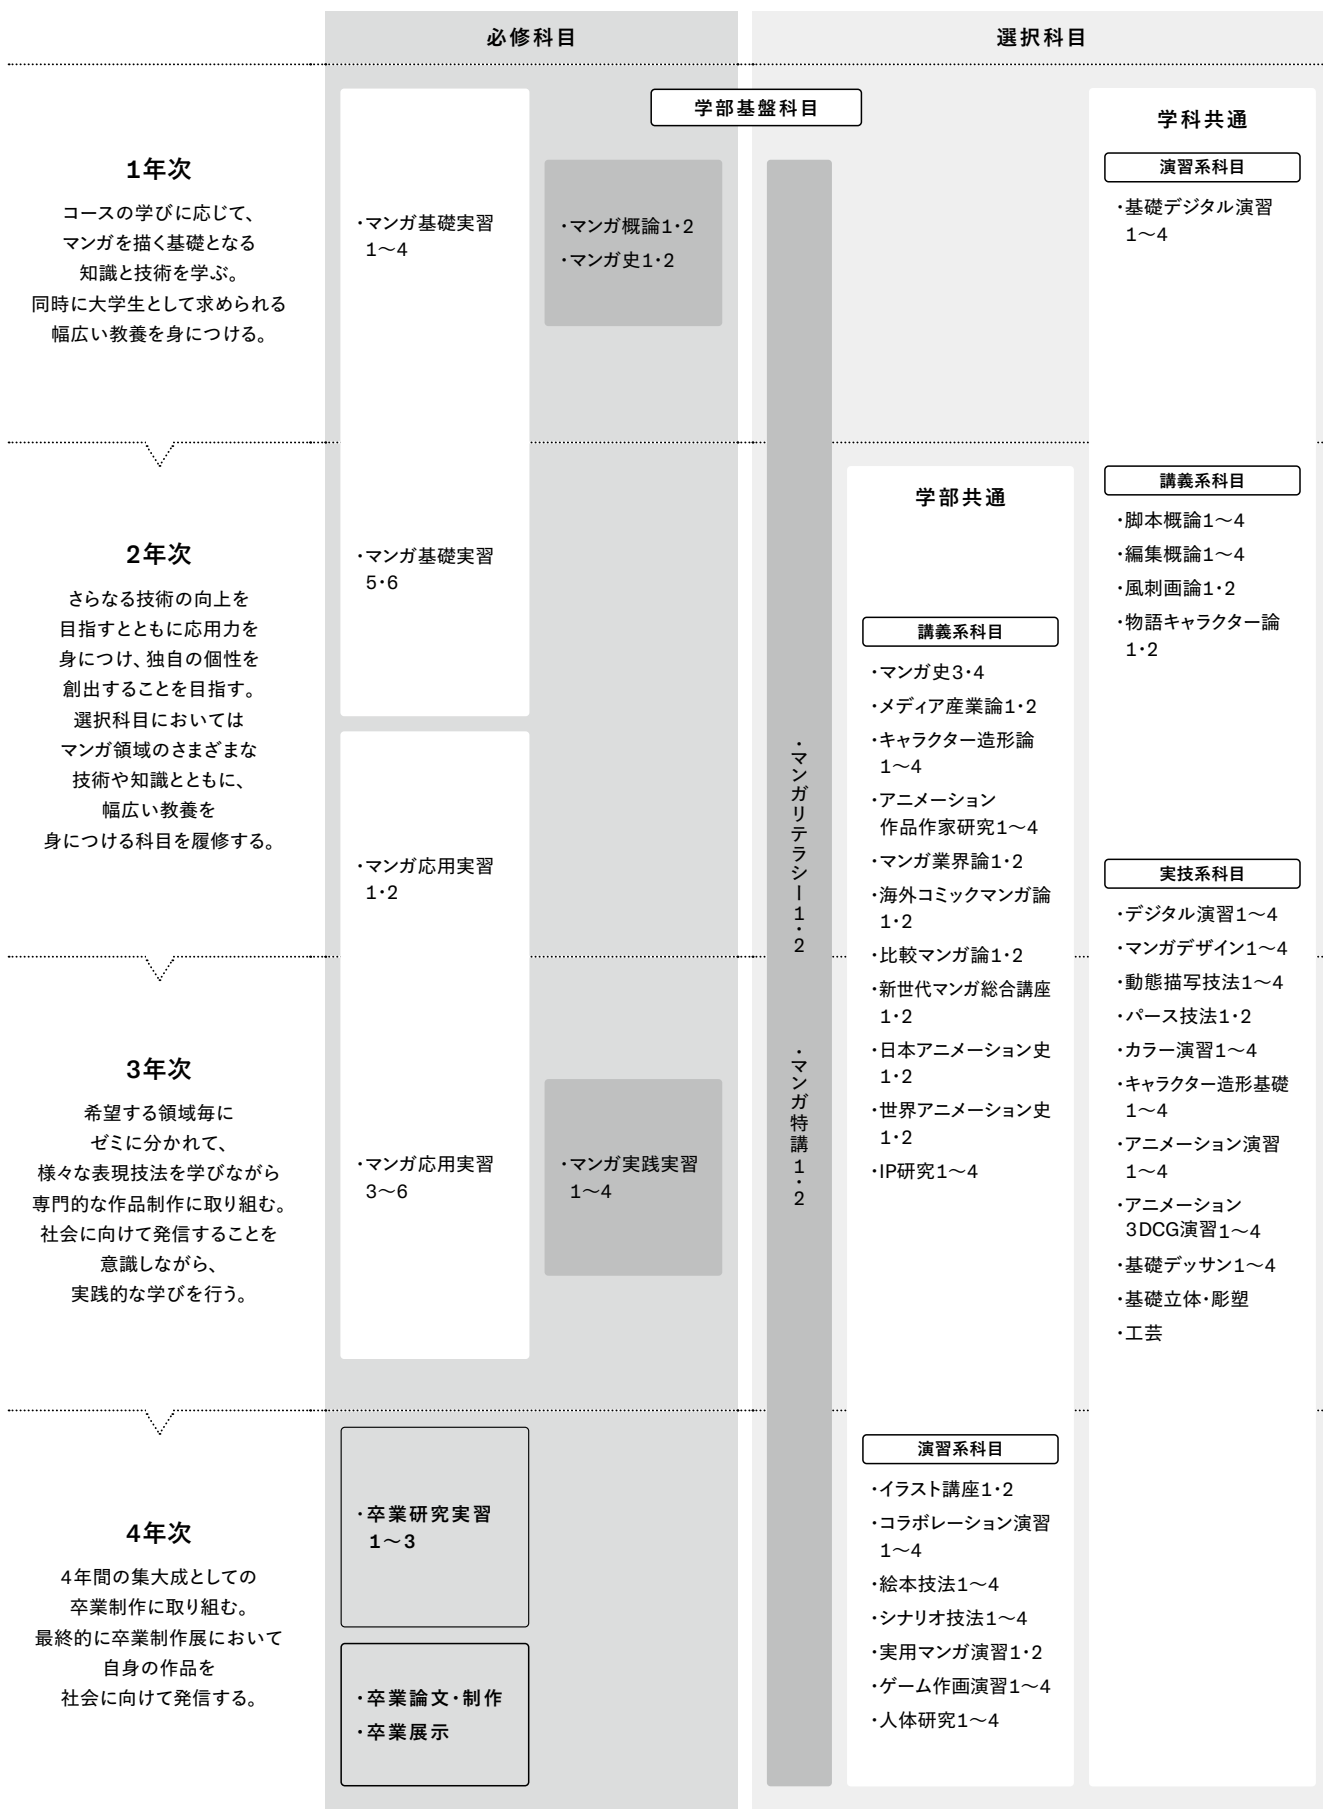 必修科目
選択科目
学部基盤科目
1年次
コースの学びに応じて、
マンガを描く基礎となる
知識と技術を学ぶ。
同時に大学生として求められる
幅広い教養を身につける。
・マンガ基礎実習
1〜4
・マンガ概論1・2
・マンガ史1・2
2年次
さらなる技術の向上を
目指すとともに応用力を
身につけ、独自の個性を
創出することを目指す。
選択科目においては
マンガ領域のさまざまな
技術や知識とともに、
幅広い教養を
身につける科目を履修する。
・マンガ基礎実習
5・6
・マンガ応用実習
1・2
3年次
希望する領域毎に
ゼミに分かれて、
様々な表現技法を学びながら
専門的な作品制作に取り組む。
社会に向けて発信することを
意識しながら、
実践的な学びを行う。
・マンガ応用実習
3〜6
・マンガ実践実習
1〜4
4年次
4年間の集大成としての
卒業制作に取り組む。
最終的に卒業制作展において
自身の作品を
社会に向けて発信する。
・卒業研究実習
1〜3
・卒業論文・制作
・卒業展示
・マンガリテラシー1・2
・マンガ特講1・2
学部共通
講義系科目
・マンガ史3・4
・メディア産業論1・2
・キャラクター造形論
1〜4
・アニメーション
作品作家研究1〜4
・マンガ業界論1・2
・海外コミックマンガ論
1・2
・比較マンガ論1・2
・新世代マンガ総合講座
1・2
・日本アニメーション史
1・2
・世界アニメーション史
1・2
・IP研究1〜4
演習系科目
・イラスト講座1・2
・コラボレーション演習
1〜4
・絵本技法1〜4
・シナリオ技法1〜4
・実用マンガ演習1・2
・ゲーム作画演習1〜4
・人体研究1〜4
学科共通
演習系科目
・基礎デジタル演習
1〜4
講義系科目
・脚本概論1〜4
・編集概論1〜4
・風刺画論1・2
・物語キャラクター論
1・2
実技系科目
・デジタル演習1〜4
・マンガデザイン1〜4
・動態描写技法1〜4
・パース技法1・2
・カラー演習1〜4
・キャラクター造形基礎
1〜4
・アニメーション演習
1〜4
・アニメーション
3DCG演習1〜4
・基礎デッサン1〜4
・基礎立体・彫塑
・工芸